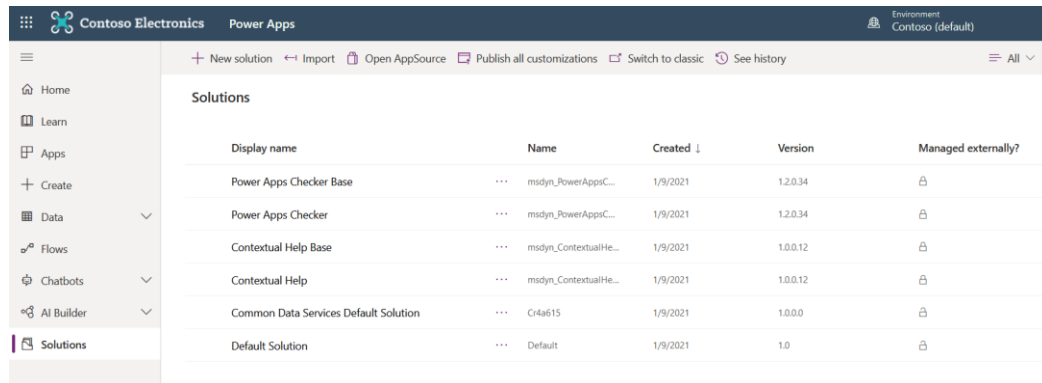 Contoso Electronics Power Apps Environment
Contoso (default)
New solution Import Open AppSource Publish all customizations Switch to classic See history All
Home
Learn
Apps
Create
Data
Flows
Chatbots
AI Builder
Solutions
Solutions
Display name Name Created ↓ Version Managed externally?
Power Apps Checker Base ... msdyn_PowerAppsC... 1/9/2021 1.2.0.34
Power Apps Checker ... msdyn_PowerAppsC... 1/9/2021 1.2.0.34
Contextual Help Base ... msdyn_ContextualHe... 1/9/2021 1.0.0.12
Contextual Help ... msdyn_ContextualHe... 1/9/2021 1.0.0.12
Common Data Services Default Solution ... Cr4a615 1/9/2021 1.0.0.0
Default Solution ... Default 1/9/2021 1.0